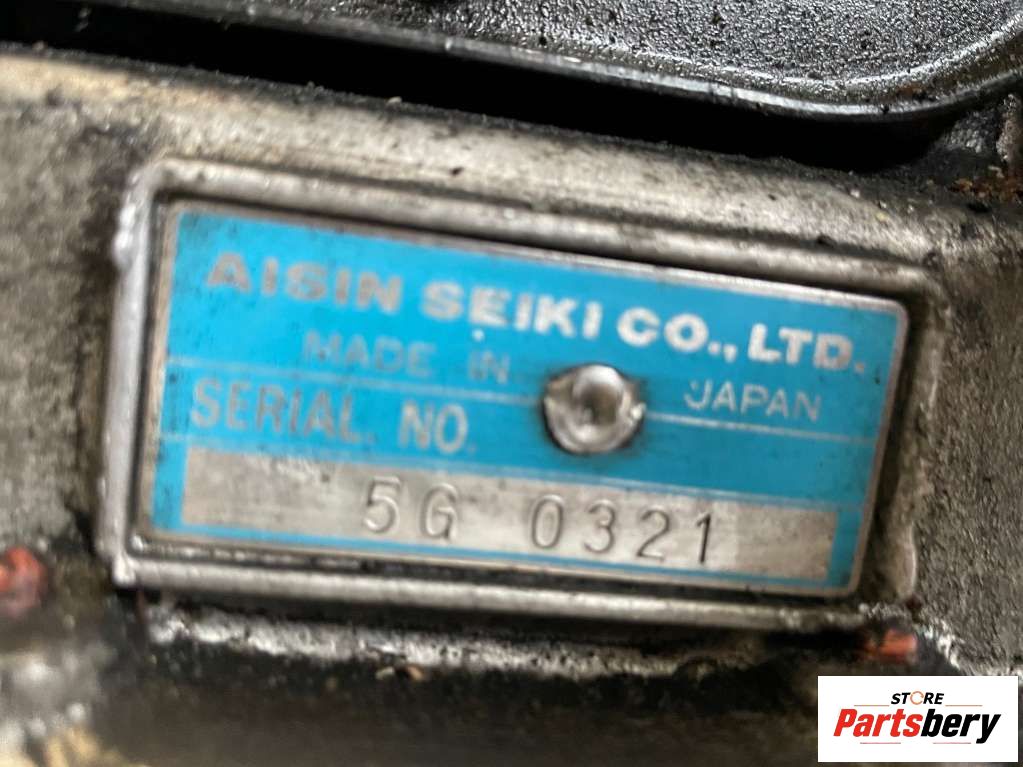 AISIN SEIKI CO., LTD.
MADE IN JAPAN
SERIAL NO.
5G 0321
STORE
Partsbery